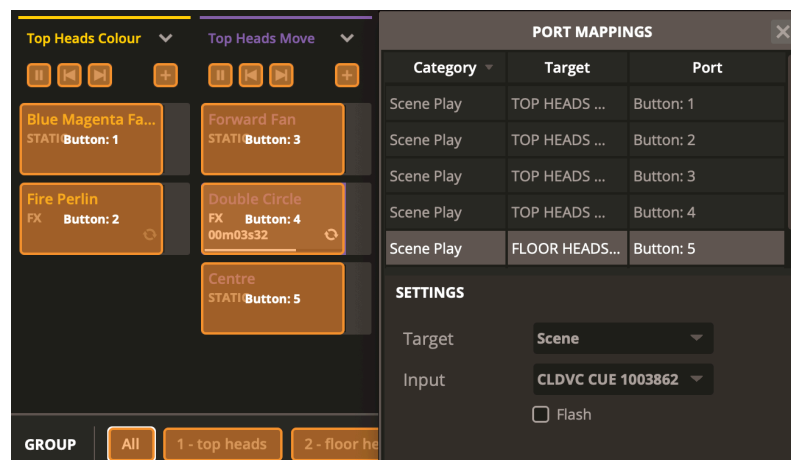 Top Heads Colour
Top Heads Move
Blue Magenta Fa...
STATIC
Button: 1
Forward Fan
STATIC
Button: 3
Fire Perlin
FX
Button: 2
Double Circle
FX
Button: 4
00m03s32
Centre
STATIC
Button: 5
GROUP
All
1 - top heads
2 - floor he
PORT MAPPINGS
Category Target Port
Scene Play TOP HEADS ... Button: 1
Scene Play TOP HEADS ... Button: 2
Scene Play TOP HEADS ... Button: 3
Scene Play TOP HEADS ... Button: 4
Scene Play FLOOR HEADS... Button: 5
SETTINGS
Target Scene
Input CLDVC CUE 1003862
Flash